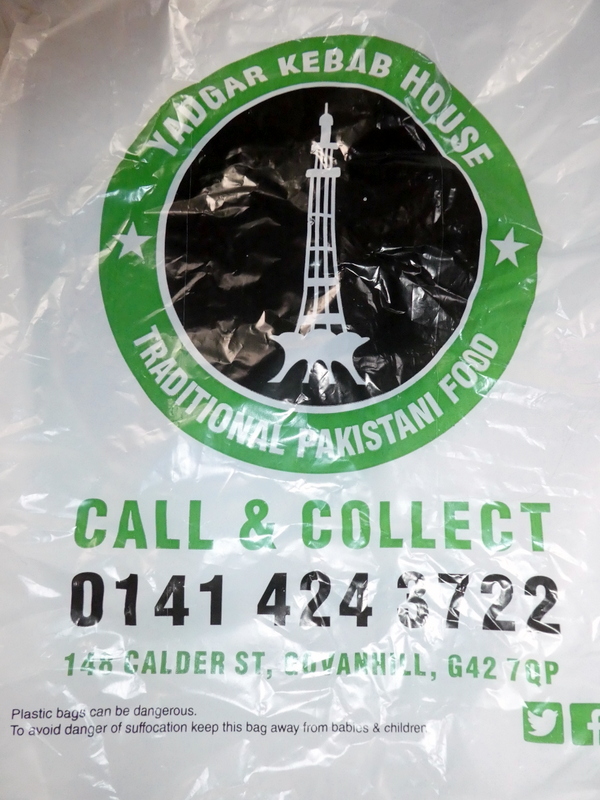 YADGAR KEBAB HOUSE
TRADITIONAL PAKISTANI FOOD
CALL & COLLECT
0141 424 3722
148 CALDER ST, GOVANHILL, G42 7QP
Plastic bags can be dangerous.
To avoid danger of suffocation keep this bag away from babies & children